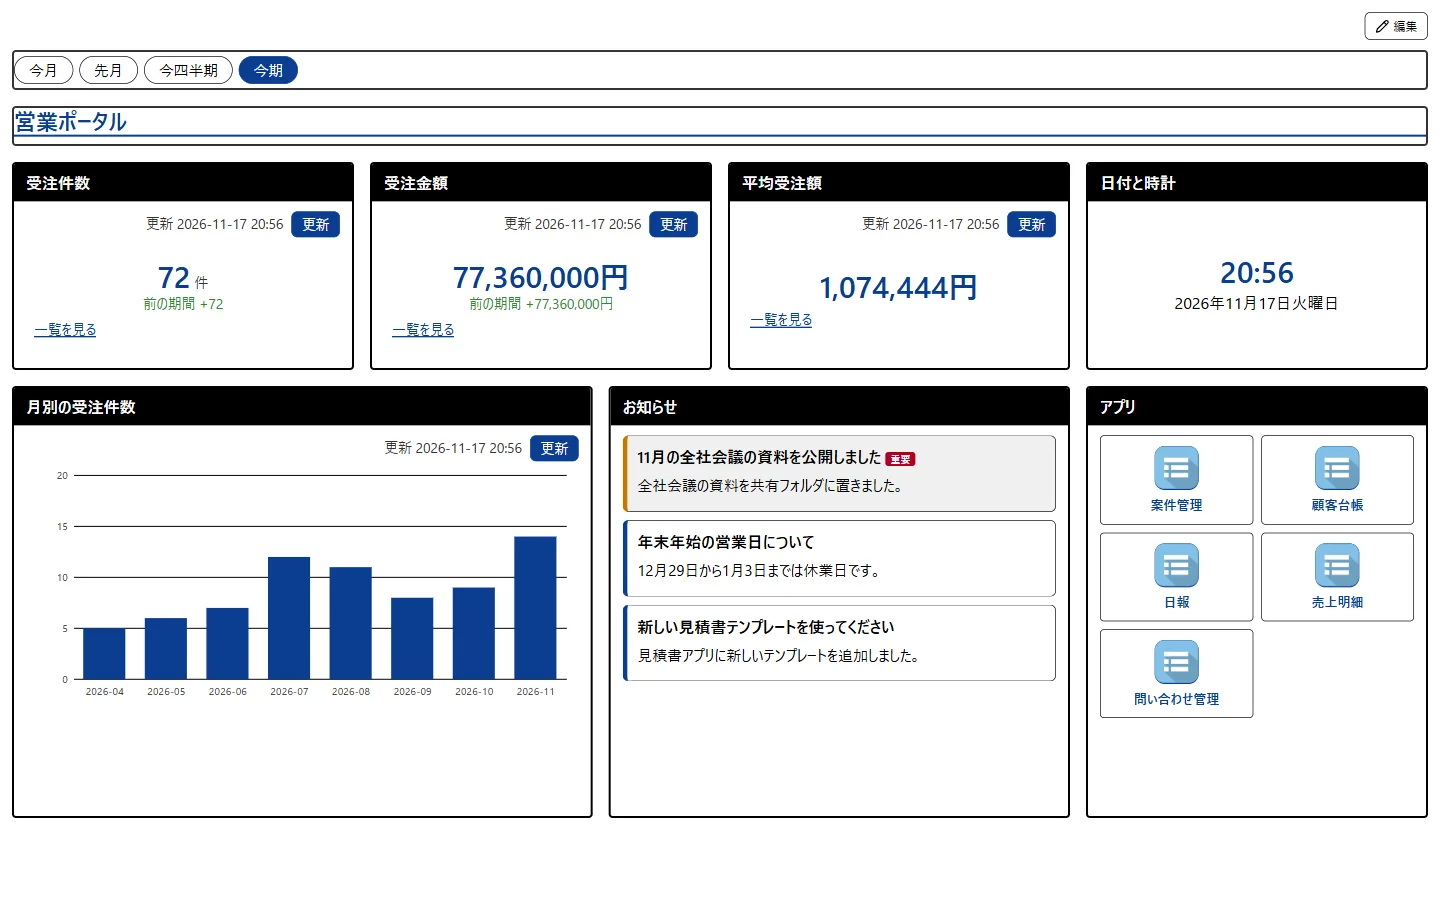 編集
今月 先月 今四半期 今期
営業ポータル
受注件数
更新 2026-11-17 20:56 更新
72 件
前の期間 +72
一覧を見る
受注金額
更新 2026-11-17 20:56 更新
77,360,000円
前の期間 +77,360,000円
一覧を見る
平均受注額
更新 2026-11-17 20:56 更新
1,074,444円
一覧を見る
日付と時計
20:56
2026年11月17日火曜日
月別の受注件数
更新 2026-11-17 20:56 更新
20
15
10
5
0
2026-04 2026-05 2026-06 2026-07 2026-08 2026-09 2026-10 2026-11
お知らせ
11月の全社会議の資料を公開しました 重要
全社会議の資料を共有フォルダに置きました。
年末年始の営業日について
12月29日から1月3日までは休業日です。
新しい見積書テンプレートを使ってください
見積書アプリに新しいテンプレートを追加しました。
アプリ
案件管理 顧客台帳
日報 売上明細
問い合わせ管理